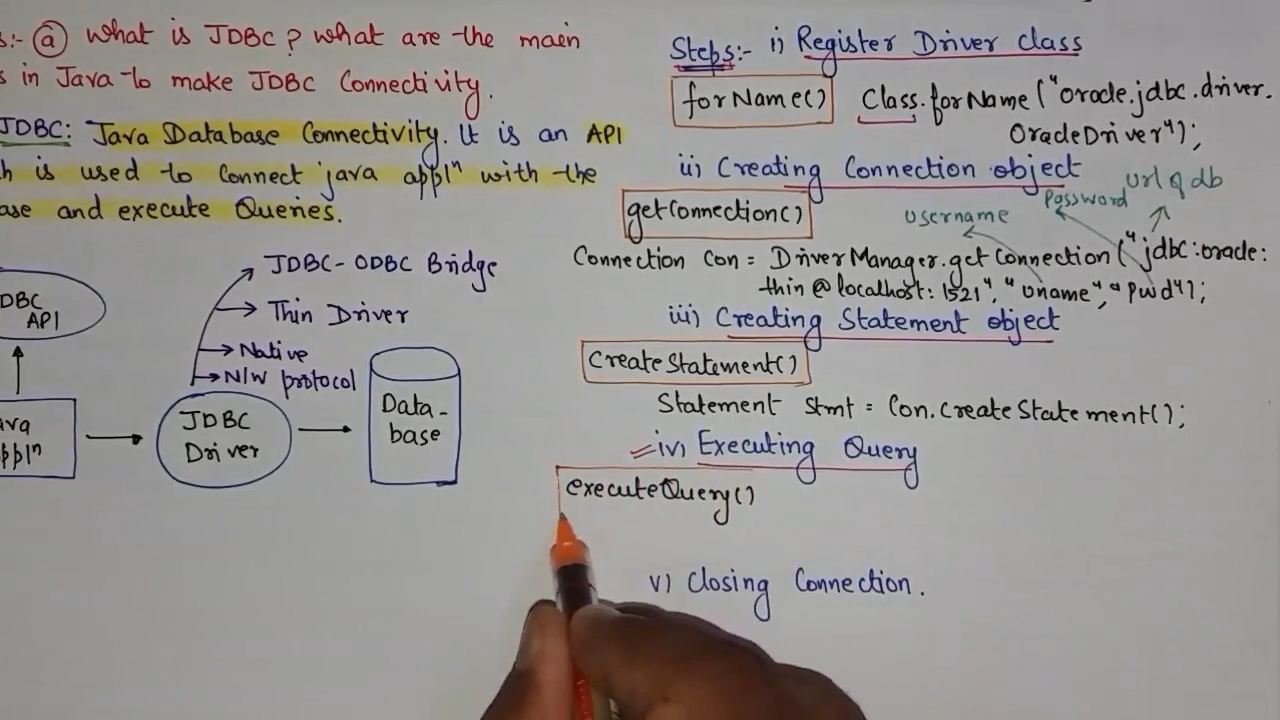 s:- (a) What is JDBC? what are the main
s in Java to make JDBC Connectivity.
JDBC: Java Database Connectivity. It is an API
h is used to Connect java applⁿ with the
ase and execute Queries.
JDBC-ODBC Bridge
Thin Driver
Native
N/W protocol
DBC
API
ava
pplⁿ
JDBC
Driver
Data-
base
Steps:- i) Register Driver class
forName() Class.forName("oracle.jdbc.driver.
OracleDriver");
ii) Creating Connection object
getConnection()
username
Password
url of db
Connection Con = DriverManager.getConnection("jdbc:oracle:
thin@localhost:1521", "uname", "pwd");
iii) Creating Statement object
createStatement()
Statement stmt = Con.createStatement();
iv) Executing Query
executeQuery()
v) Closing Connection.